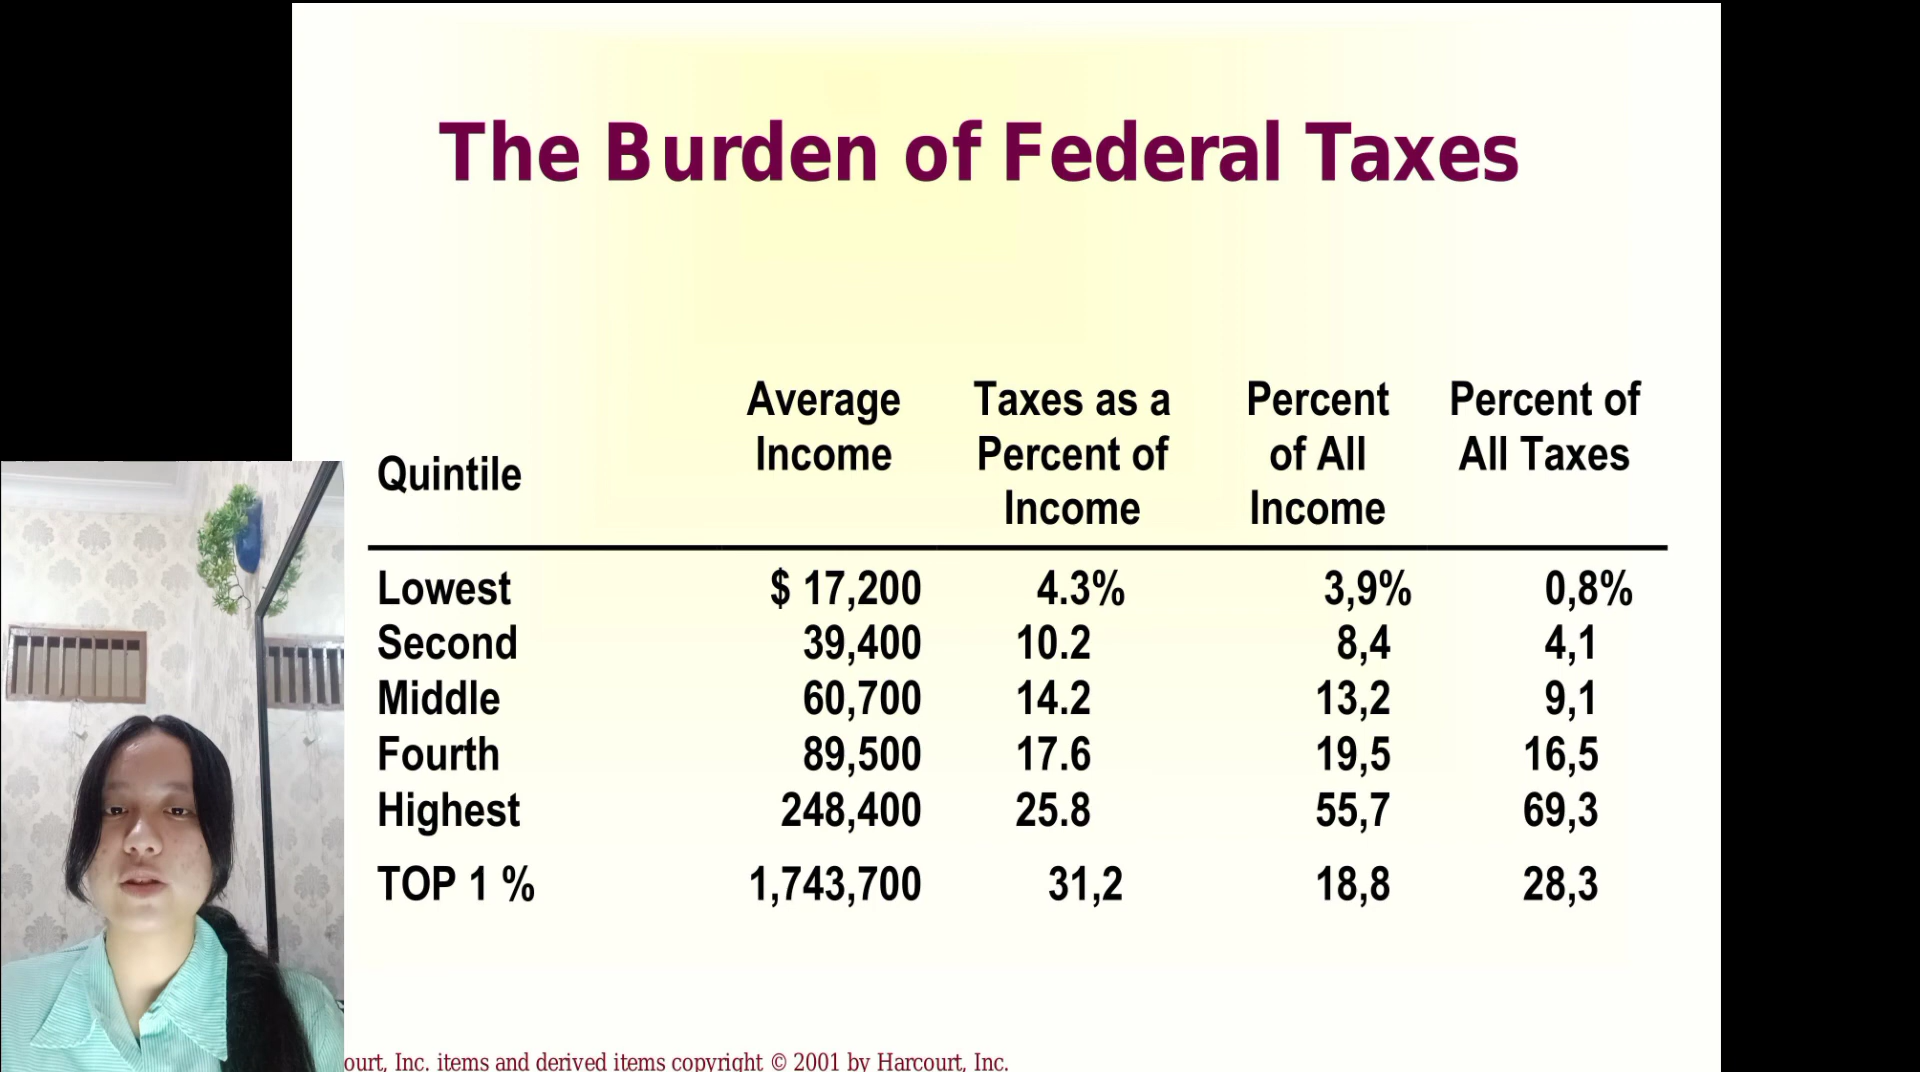 The Burden of Federal Taxes
Quintile Average Income Taxes as a Percent of Income Percent of All Income Percent of All Taxes
Lowest $ 17,200 4.3% 3,9% 0,8%
Second 39,400 10.2 8,4 4,1
Middle 60,700 14.2 13,2 9,1
Fourth 89,500 17.6 19,5 16,5
Highest 248,400 25.8 55,7 69,3
TOP 1 % 1,743,700 31,2 18,8 28,3
Inc. items and derived items copyright © 2001 by Harcourt, Inc.